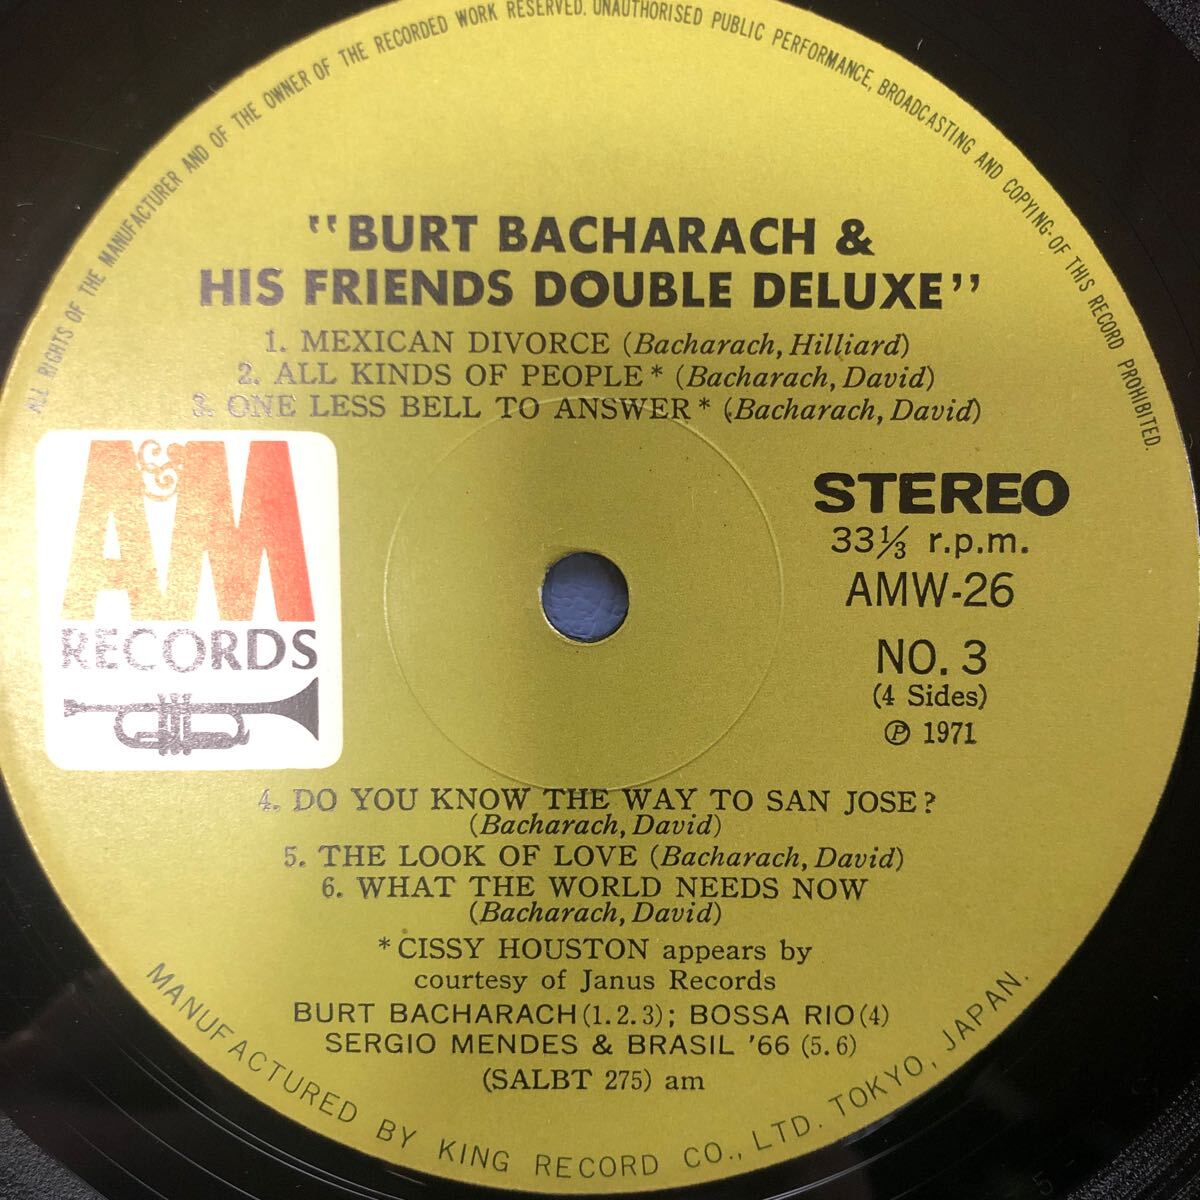 ALL RIGHTS OF THE MANUFACTURER AND OF THE OWNER OF THE RECORDED WORK RESERVED. UNAUTHORISED PUBLIC PERFORMANCE, BROADCASTING AND COPYING OF THIS RECORD PROHIBITED.
"BURT BACHARACH &
HIS FRIENDS DOUBLE DELUXE"
1. MEXICAN DIVORCE (Bacharach, Hilliard)
2. ALL KINDS OF PEOPLE* (Bacharach, David)
3. ONE LESS BELL TO ANSWER* (Bacharach, David)
A&M
RECORDS
STEREO
33⅓ r.p.m.
AMW-26
NO. 3
(4 Sides)
℗ 1971
4. DO YOU KNOW THE WAY TO SAN JOSE?
(Bacharach, David)
5. THE LOOK OF LOVE (Bacharach, David)
6. WHAT THE WORLD NEEDS NOW
(Bacharach, David)
*CISSY HOUSTON appears by
courtesy of Janus Records
BURT BACHARACH (1.2.3); BOSSA RIO (4)
SERGIO MENDES & BRASIL '66 (5.6)
(SALBT 275) am
MANUFACTURED BY KING RECORD CO., LTD. TOKYO, JAPAN.